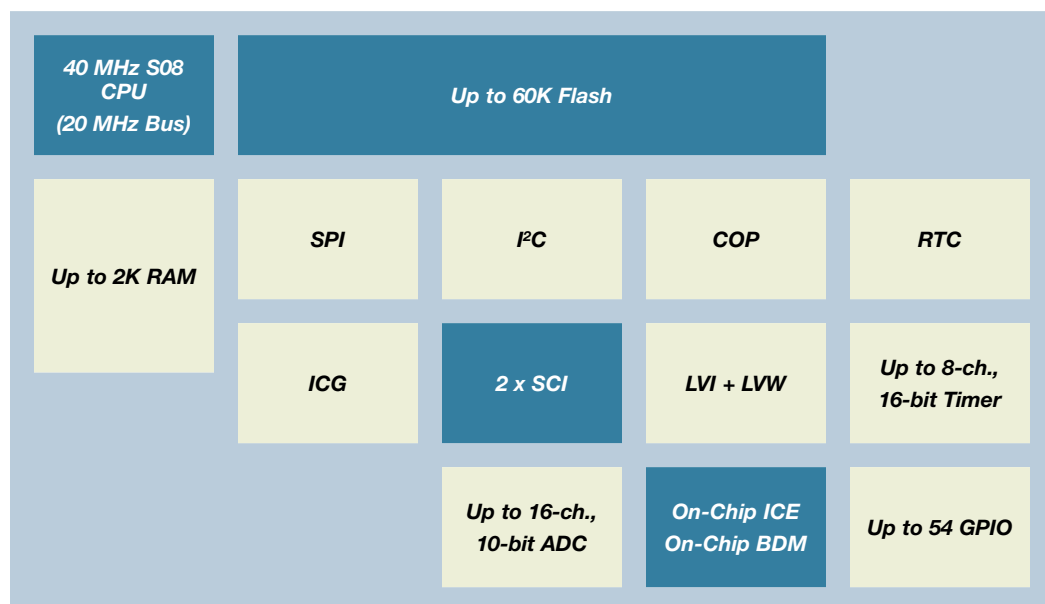 40 MHz S08
CPU
(20 MHz Bus)
Up to 60K Flash
Up to 2K RAM
SPI
I²C
COP
RTC
ICG
2 x SCI
LVI + LVW
Up to 8-ch.,
16-bit Timer
Up to 16-ch.,
10-bit ADC
On-Chip ICE
On-Chip BDM
Up to 54 GPIO